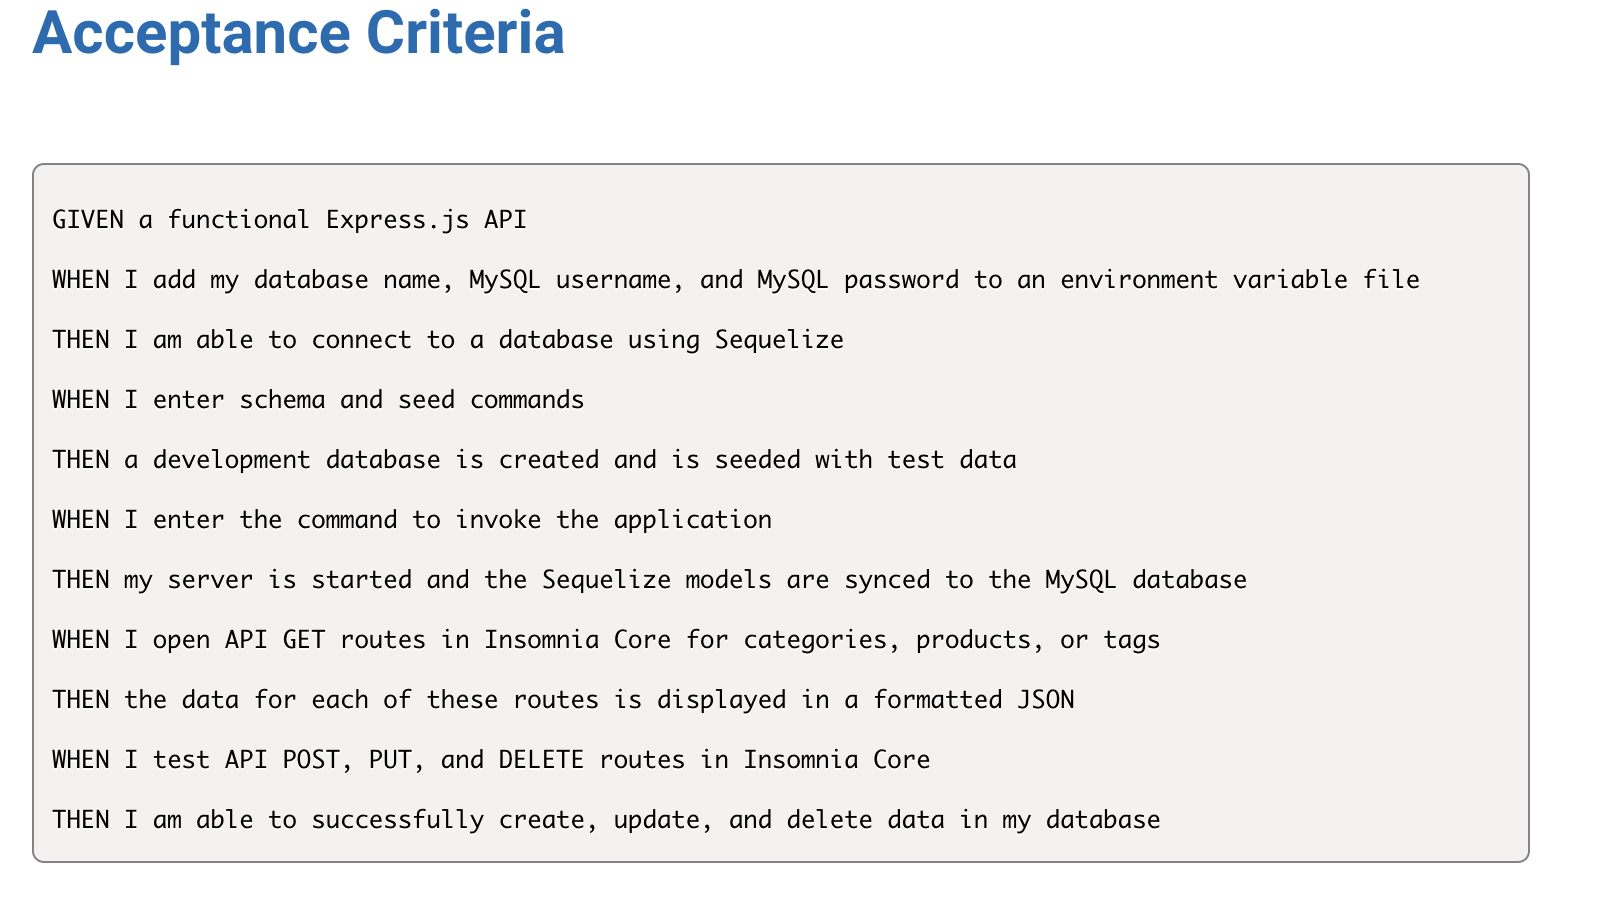 Acceptance Criteria
GIVEN a functional Express.js API
WHEN I add my database name, MySQL username, and MySQL password to an environment variable file
THEN I am able to connect to a database using Sequelize
WHEN I enter schema and seed commands
THEN a development database is created and is seeded with test data
WHEN I enter the command to invoke the application
THEN my server is started and the Sequelize models are synced to the MySQL database
WHEN I open API GET routes in Insomnia Core for categories, products, or tags
THEN the data for each of these routes is displayed in a formatted JSON
WHEN I test API POST, PUT, and DELETE routes in Insomnia Core
THEN I am able to successfully create, update, and delete data in my database